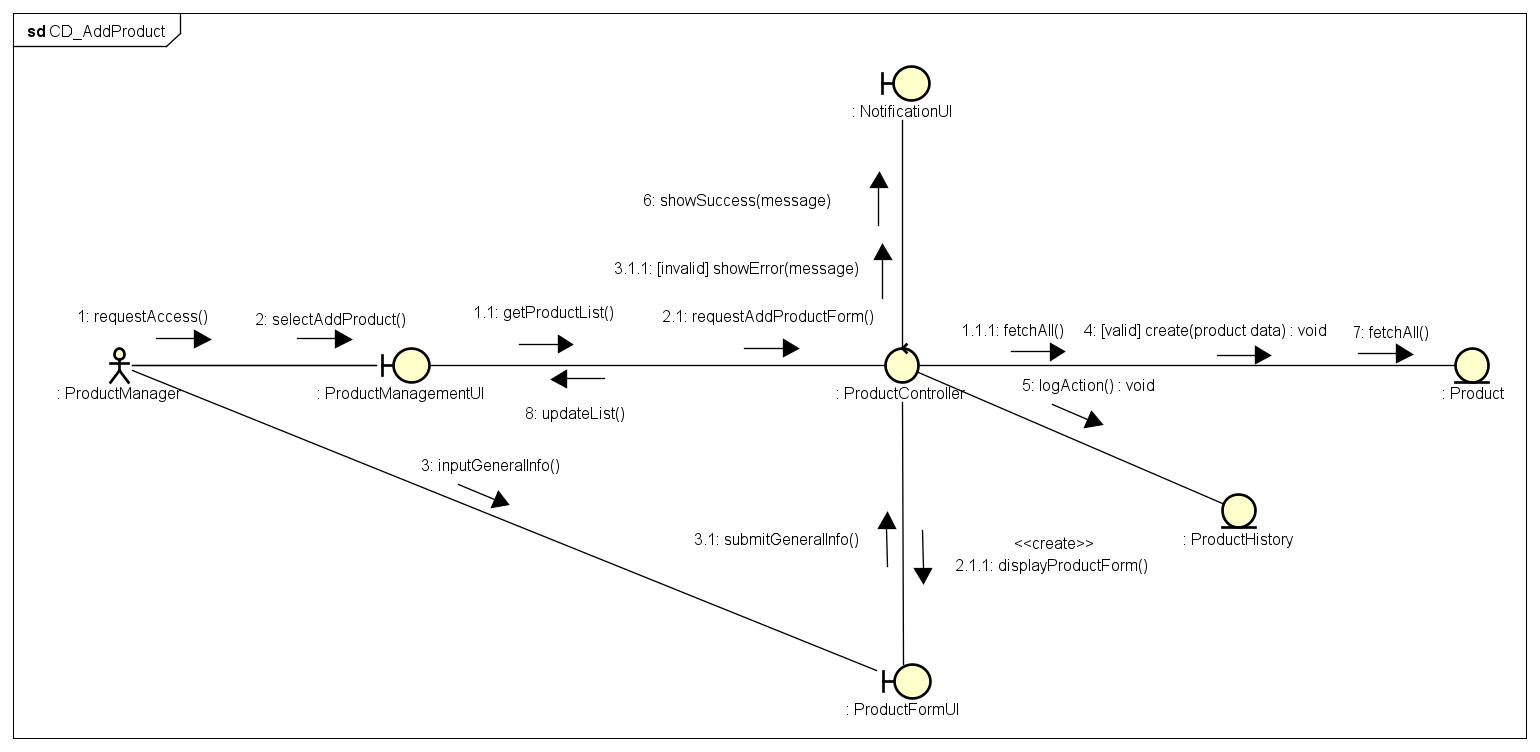 sd CD_AddProduct
: NotificationUI
6: showSuccess(message)
3.1.1: [invalid] showError(message)
1: requestAccess()
2: selectAddProduct()
1.1: getProductList()
2.1: requestAddProductForm()
1.1.1: fetchAll()
4: [valid] create(product data) : void
7: fetchAll()
: ProductManager
: ProductManagementUI
: ProductController
5: logAction() : void
: Product
8: updateList()
3: inputGeneralInfo()
3.1: submitGeneralInfo()
<<create>>
2.1.1: displayProductForm()
: ProductHistory
: ProductFormUI